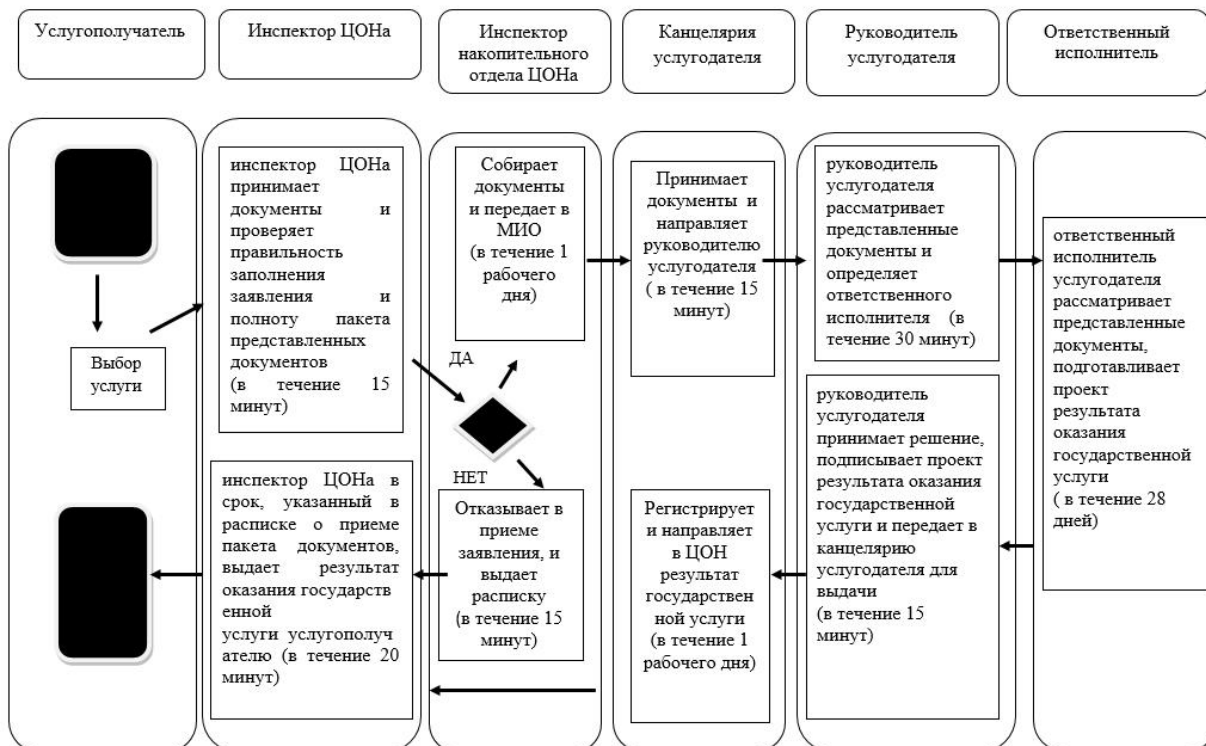 Услугополучатель
Инспектор ЦОНа
Инспектор
накопительного
отдела ЦОНа
Канцелярия
услугодателя
Руководитель
услугодателя
Ответственный
исполнитель
Выбор
услуги
инспектор ЦОНа
принимает
документы и
проверяет
правильность
заполнения
заявления и
полноту пакета
представленных
документов
(в течение 15
минут)
ДА
НЕТ
Собирает
документы
и передает в
МИО
(в течение 1
рабочего
дня)
Принимает
документы и
направляет
руководителю
услугодателя
( в течение 15
минут)
руководитель
услугодателя
рассматривает
представленные
документы и
определяет
ответственного
исполнителя (в
течение 30 минут)
ответственный
исполнитель
услугодателя
рассматривает
представленные
документы,
подготавливает
проект
результата
оказания
государственной
услуги
( в течение 28
дней)
руководитель
услугодателя
принимает решение,
подписывает проект
результата оказания
государственной
услуги и передает в
канцелярию
услугодателя для
выдачи
(в течение 15
минут)
Регистрирует
и направляет
в ЦОН
результат
государствен
ной услуги
(в течение 1
рабочего дня)
Отказывает в
приеме
заявления, и
выдает
расписку
(в течение 15
минут)
инспектор ЦОНа в
срок, указанный в
расписке о приеме
пакета документов,
выдает результат
оказания государств
енной
услуги услугополуч
ателю (в течение 20
минут)